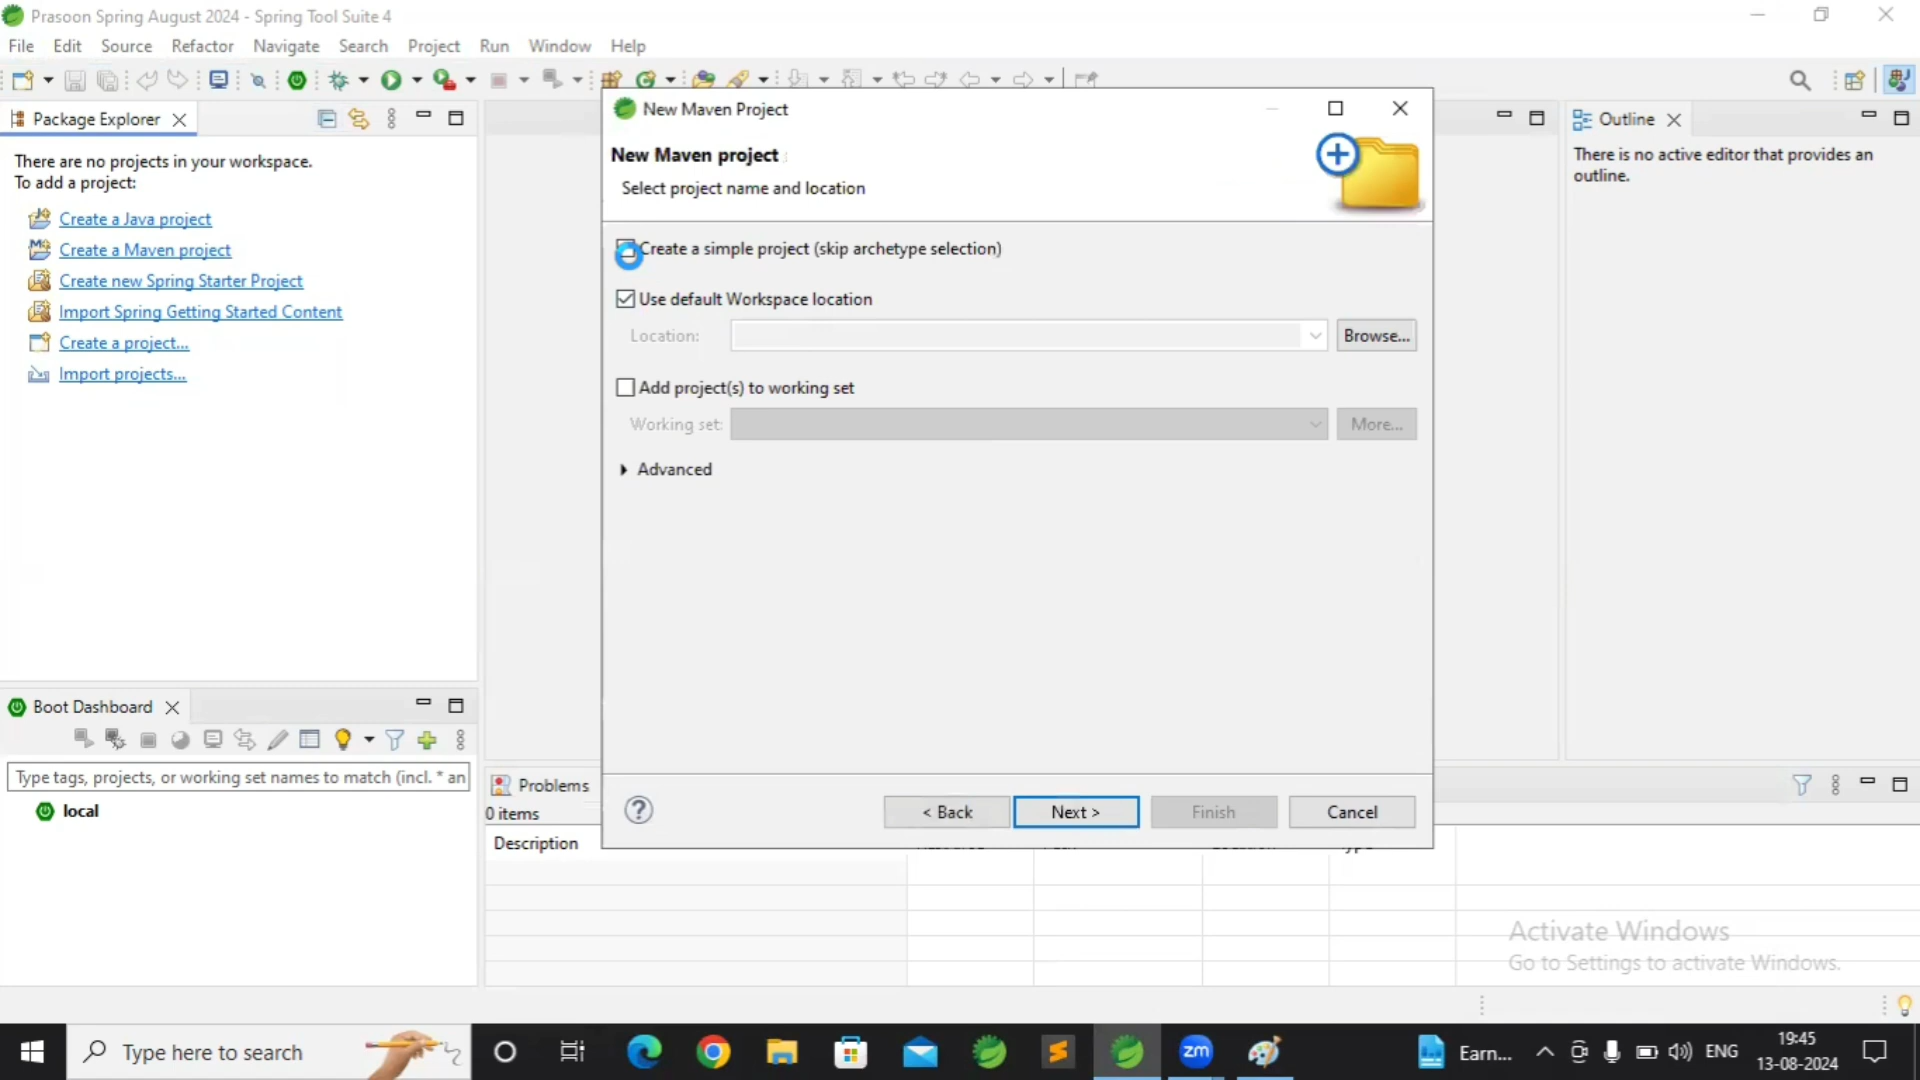 Prasoon Spring August 2024 - Spring Tool Suite 4
File Edit Source Refactor Navigate Search Project Run Window Help
Package Explorer
There are no projects in your workspace.
To add a project:
Create a Java project
Create a Maven project
Create new Spring Starter Project
Import Spring Getting Started Content
Create a project...
Import projects...
New Maven Project
New Maven project
Select project name and location
Create a simple project (skip archetype selection)
Use default Workspace location
Location:
Browse...
Add project(s) to working set
Working set:
More...
Advanced
< Back
Next >
Finish
Cancel
Outline
There is no active editor that provides an
outline.
Boot Dashboard
Type tags, projects, or working set names to match (incl. * an
local
Problems
0 items
Description
Activate Windows
Go to Settings to activate Windows.
Type here to search
zm
Earn...
ENG
19:45
13-08-2024